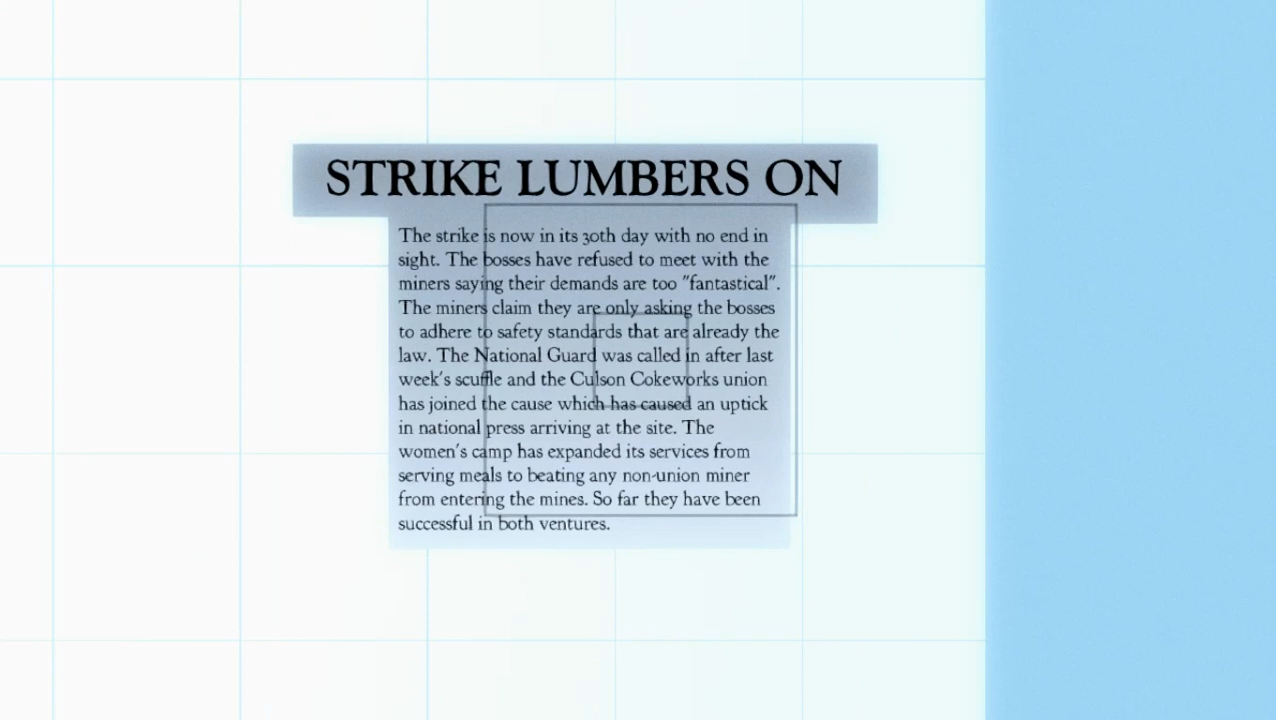 STRIKE LUMBERS ON
The strike is now in its 30th day with no end in
sight. The bosses have refused to meet with the
miners saying their demands are too "fantastical".
The miners claim they are only asking the bosses
to adhere to safety standards that are already the
law. The National Guard was called in after last
week's scuffle and the Culson Cokeworks union
has joined the cause which has caused an uptick
in national press arriving at the site. The
women's camp has expanded its services from
serving meals to beating any non-union miner
from entering the mines. So far they have been
successful in both ventures.